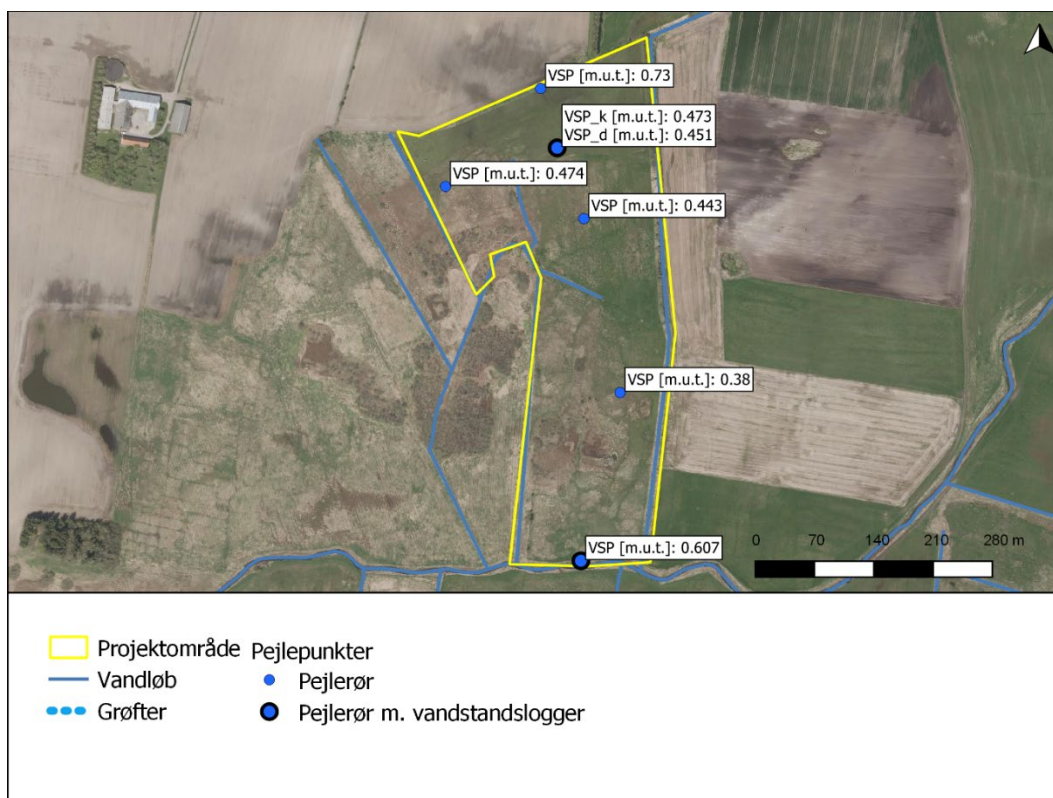 VSP [m.u.t.]: 0.73
VSP_k [m.u.t.]: 0.473
VSP_d [m.u.t.]: 0.451
VSP [m.u.t.]: 0.474
VSP [m.u.t.]: 0.443
VSP [m.u.t.]: 0.38
VSP [m.u.t.]: 0.607
0 70 140 210 280 m
Projektområde Pejlepunkter
Vandløb Pejlerør
Grøfter Pejlerør m. vandstandslogger